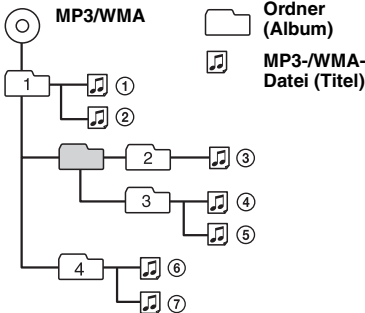 MP3/WMA
Ordner
(Album)
MP3-/WMA-
Datei (Titel)
1
①
②
2
③
3
④
⑤
4
⑥
⑦